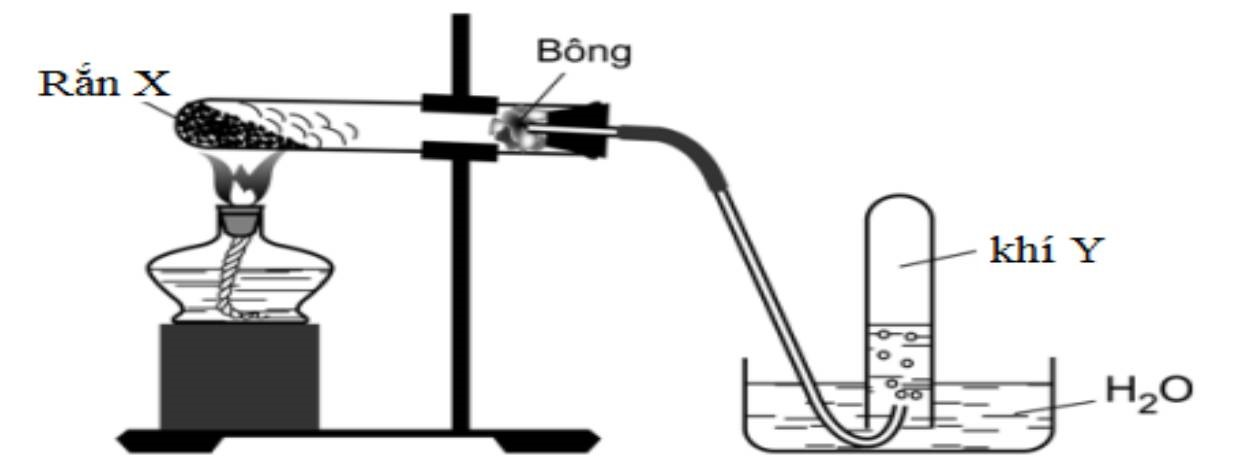 Bông
Rắn X
khí Y
H₂O